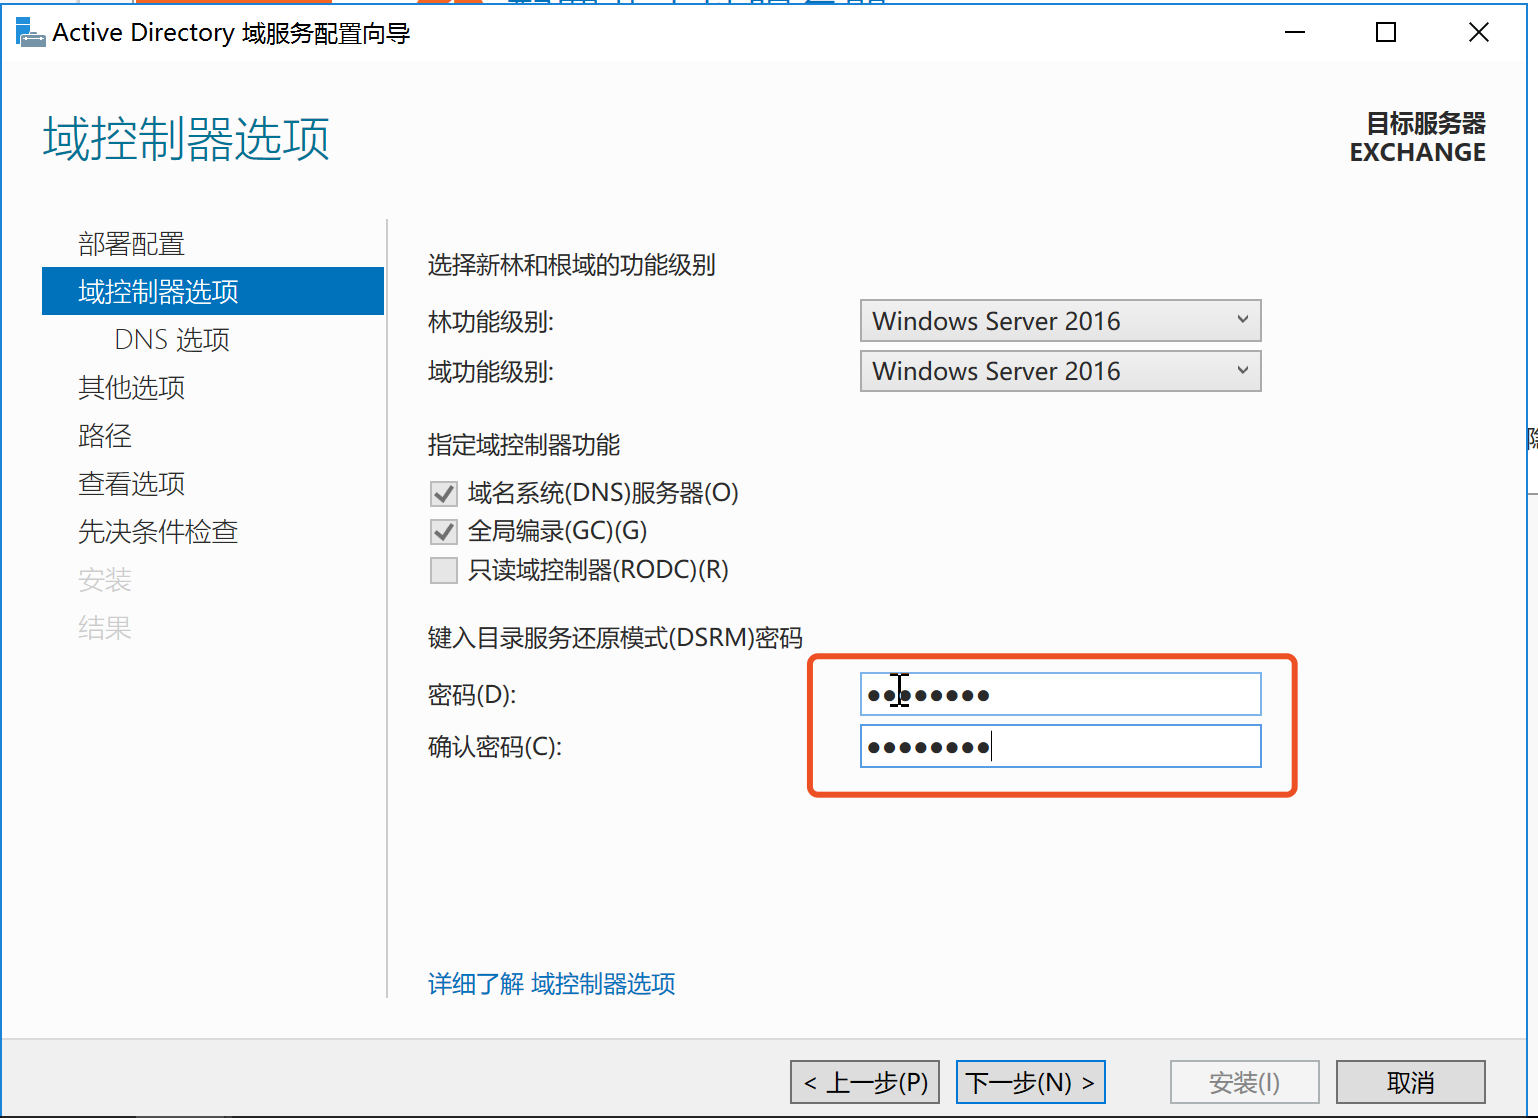 Active Directory 域服务配置向导
域控制器选项
目标服务器
EXCHANGE
部署配置
域控制器选项
DNS 选项
其他选项
路径
查看选项
先决条件检查
安装
结果
选择新林和根域的功能级别
林功能级别:
Windows Server 2016
域功能级别:
Windows Server 2016
指定域控制器功能
域名系统(DNS)服务器(O)
全局编录(GC)(G)
只读域控制器(RODC)(R)
键入目录服务还原模式(DSRM)密码
密码(D):
●●●●●●●●
确认密码(C):
●●●●●●●●
详细了解 域控制器选项
< 上一步(P)
下一步(N) >
安装(I)
取消